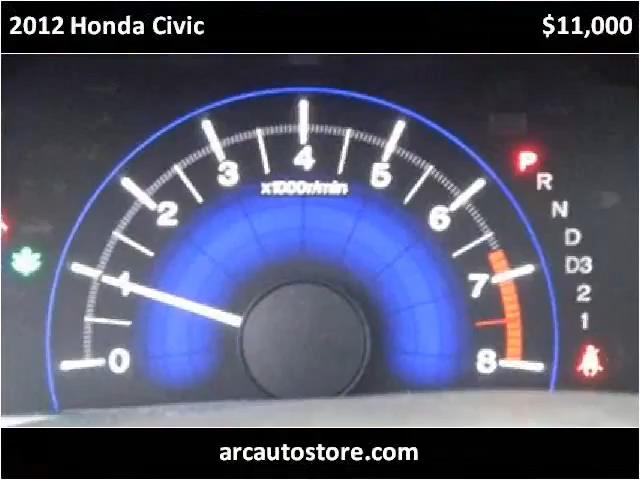 2012 Honda Civic
$11,000
4
3
5
x1000r/min
2
6
1
7
0
8
P
R
N
D
D3
2
1
arcautostore.com